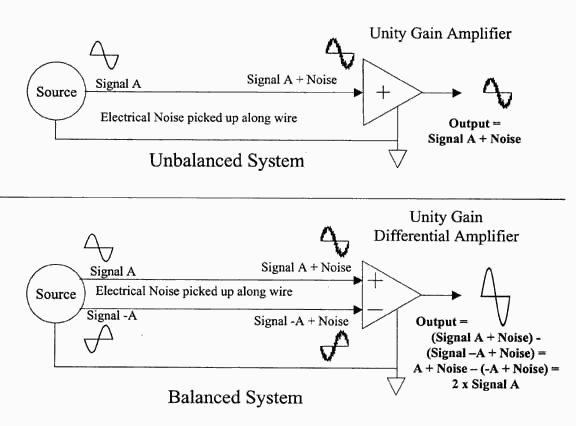 Unity Gain Amplifier
Source
Signal A
Signal A + Noise
+
Electrical Noise picked up along wire
Output =
Signal A + Noise
Unbalanced System
Unity Gain
Differential Amplifier
Source
Signal A
Signal A + Noise
+
Electrical Noise picked up along wire
Signal -A
Signal -A + Noise
−
Output =
(Signal A + Noise) -
(Signal –A + Noise) =
A + Noise – (-A + Noise) =
2 x Signal A
Balanced System